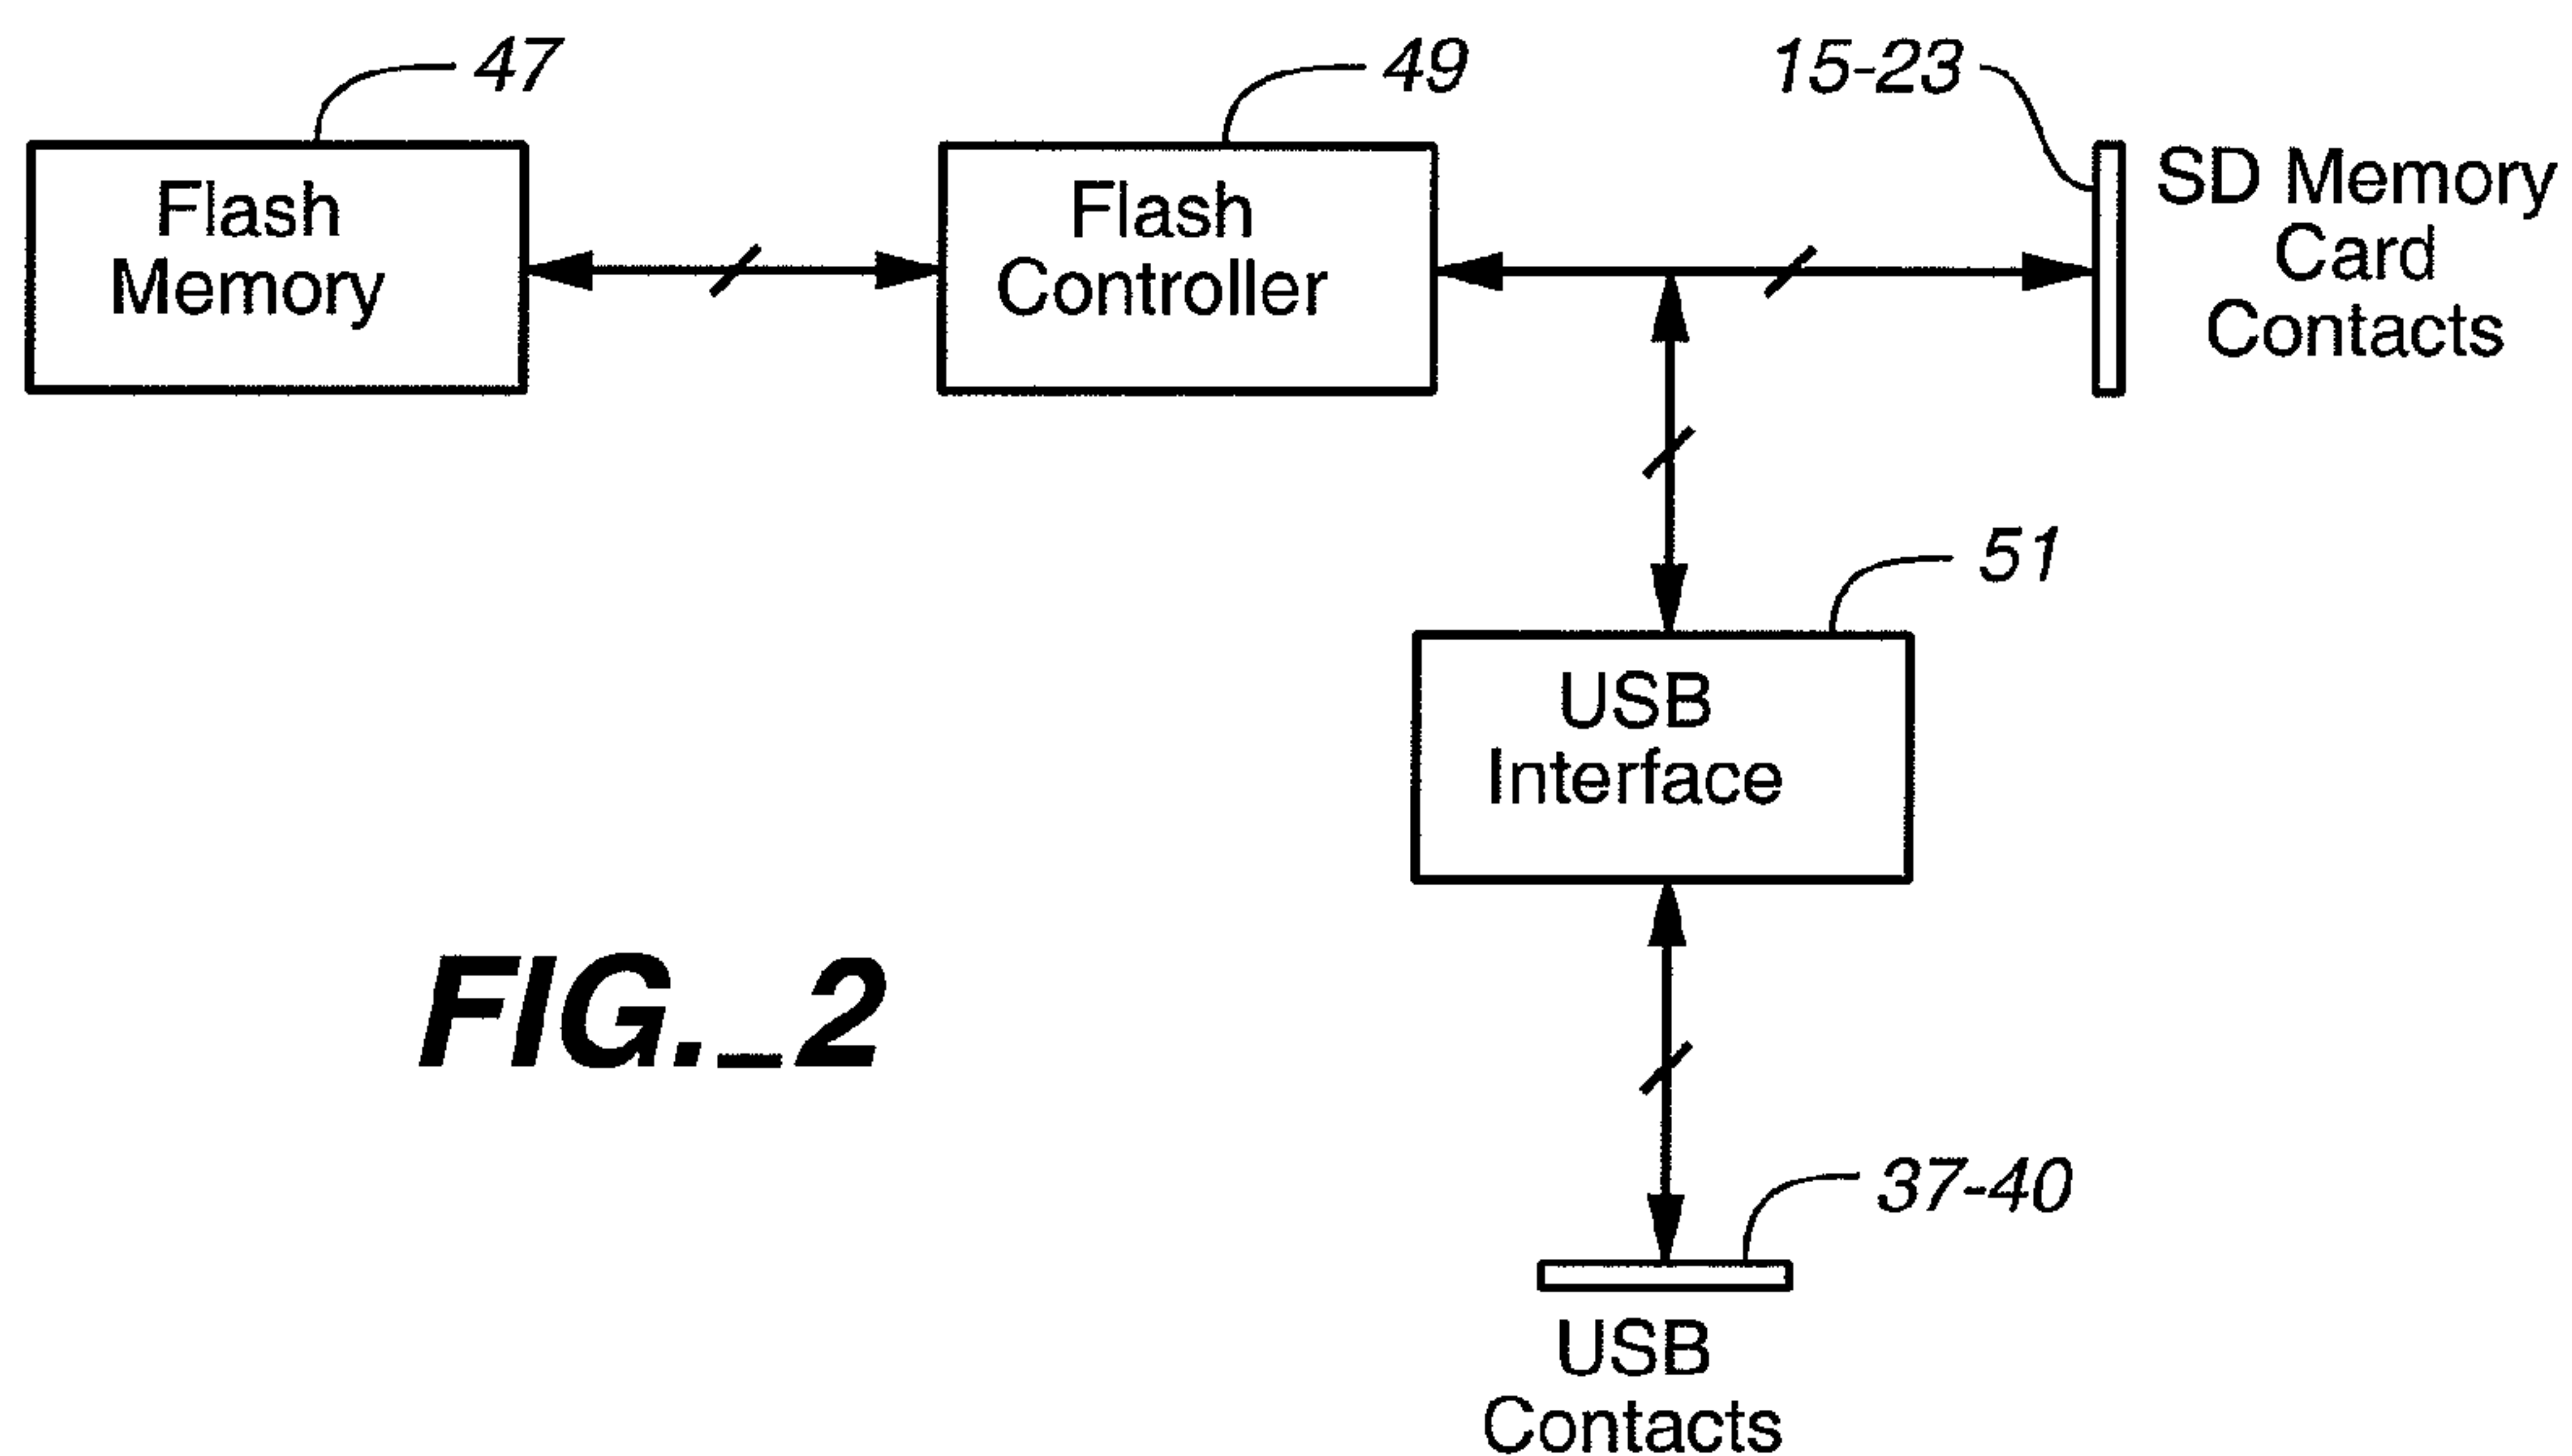 47
49
15-23
Flash
Memory
Flash
Controller
SD Memory
Card
Contacts
51
USB
Interface
FIG._2
37-40
USB
Contacts